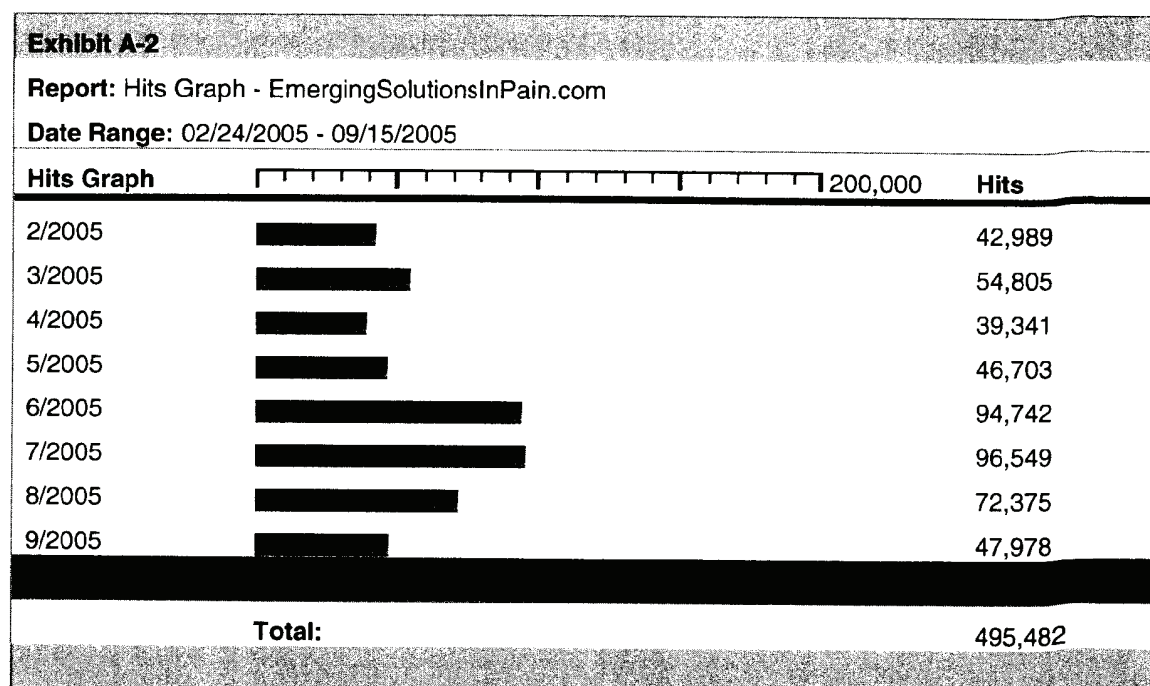 Exhibit A-2
Report: Hits Graph - EmergingSolutionsInPain.com
Date Range: 02/24/2005 - 09/15/2005
Hits Graph 200,000 Hits
2/2005 42,989
3/2005 54,805
4/2005 39,341
5/2005 46,703
6/2005 94,742
7/2005 96,549
8/2005 72,375
9/2005 47,978
Total: 495,482